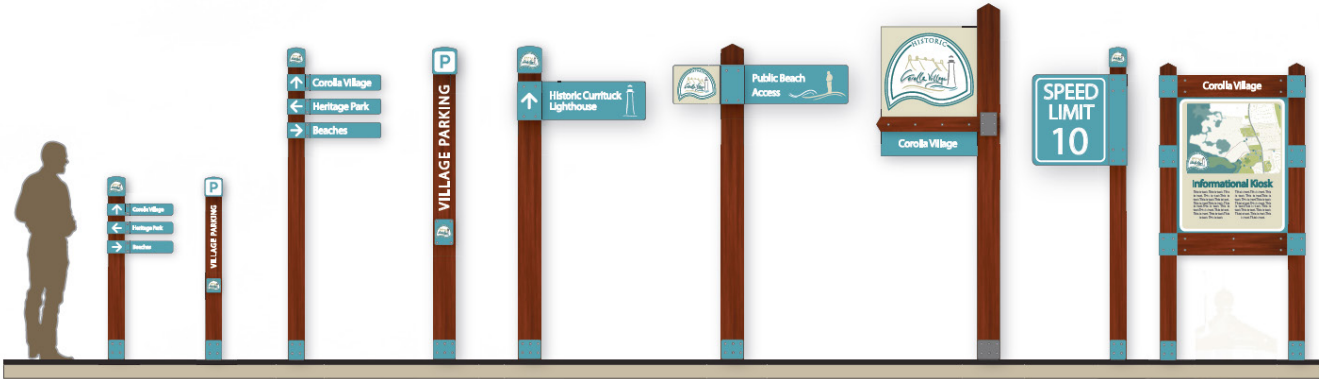 Corolla Village
Heritage Park
Beaches
P
VILLAGE PARKING
Corolla Village
Heritage Park
Beaches
P
VILLAGE PARKING
Historic Currituck
Lighthouse
Public Beach
Access
HISTORIC
Corolla Village
Corolla Village
SPEED
LIMIT
10
Corolla Village
Informational Kiosk